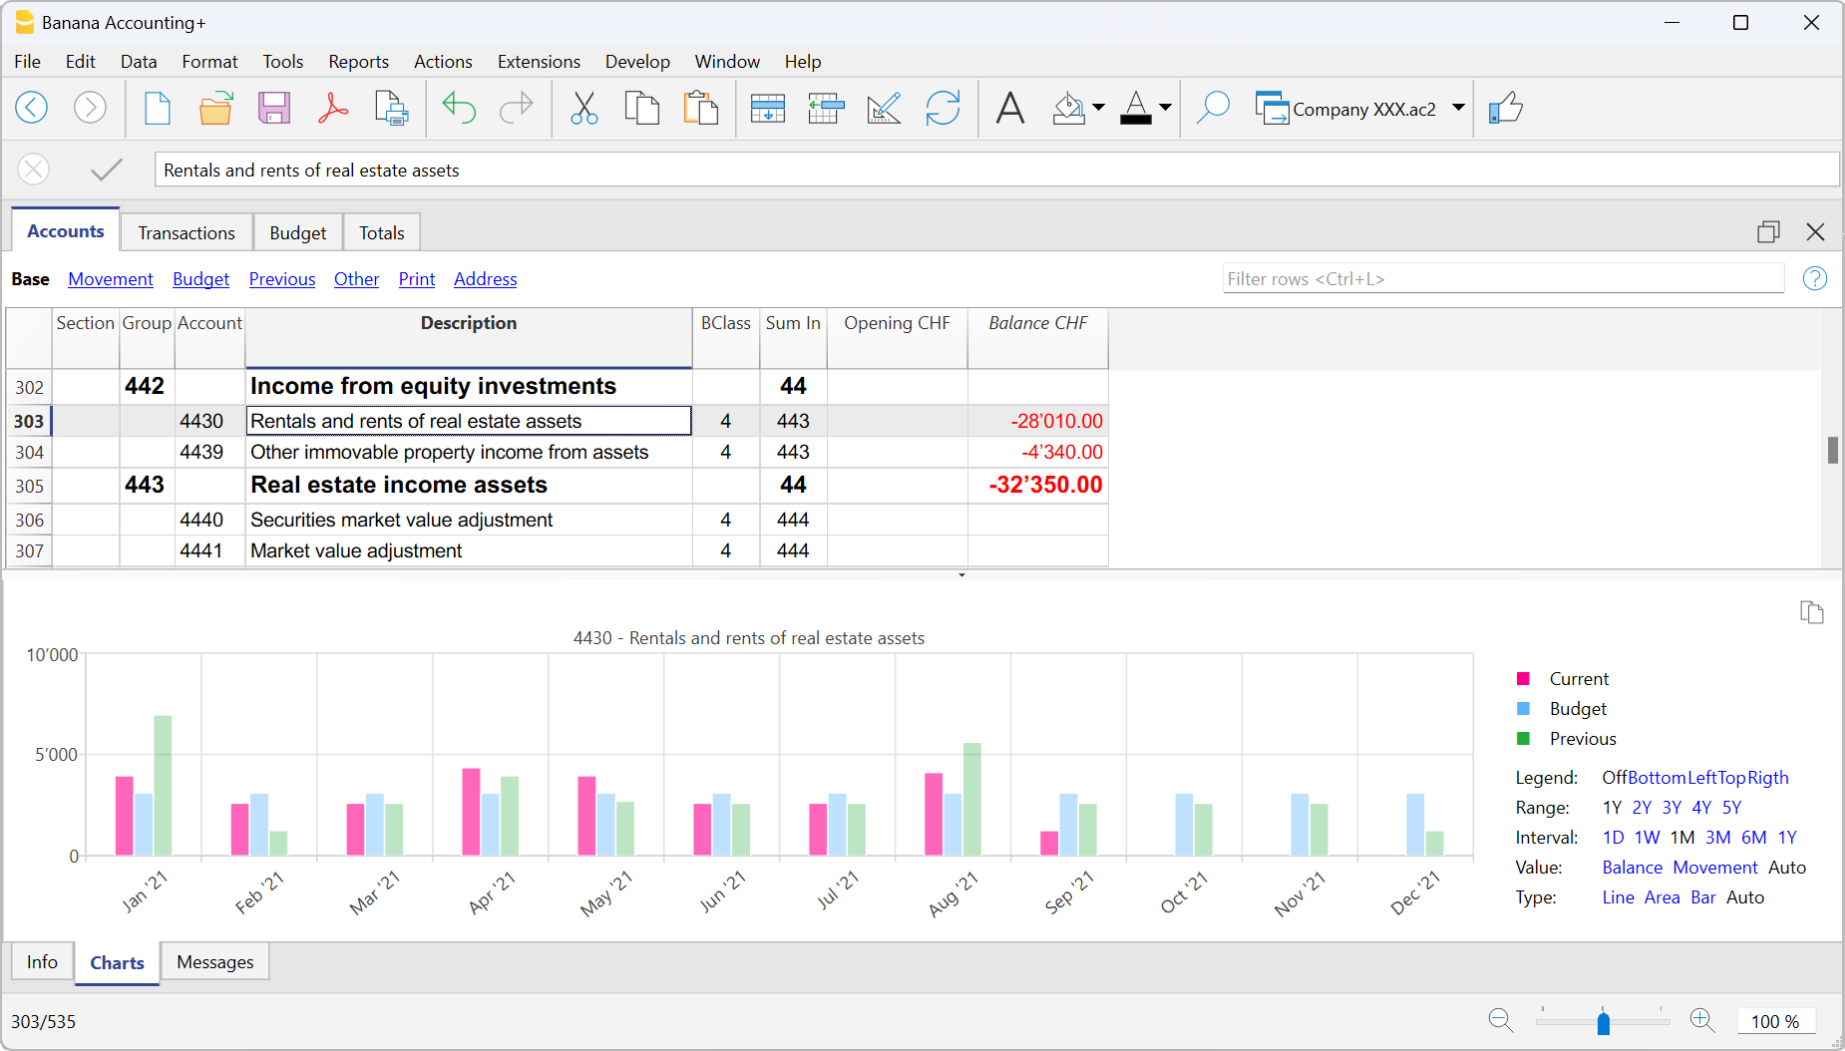 Banana Accounting+
File Edit Data Format Tools Reports Actions Extensions Develop Window Help
A A Company XXX.ac2
Rentals and rents of real estate assets
Accounts Transactions Budget Totals
Base Movement Budget Previous Other Print Address Filter rows <Ctrl+L> ?
Section Group Account Description BClass Sum In Opening CHF Balance CHF
302 442 Income from equity investments 44
303 4430 Rentals and rents of real estate assets 4 443 -28’010.00
304 4439 Other immovable property income from assets 4 443 -4’340.00
305 443 Real estate income assets 44 -32’350.00
306 4440 Securities market value adjustment 4 444
307 4441 Market value adjustment 4 444
4430 - Rentals and rents of real estate assets
10’000
5’000
0
Jan '21 Feb '21 Mar '21 Apr '21 May '21 Jun '21 Jul '21 Aug '21 Sep '21 Oct '21 Nov '21 Dec '21
Current
Budget
Previous
Legend: OffBottomLeftTopRigth
Range: 1Y 2Y 3Y 4Y 5Y
Interval: 1D 1W 1M 3M 6M 1Y
Value: Balance Movement Auto
Type: Line Area Bar Auto
Info Charts Messages
303/535 100 %